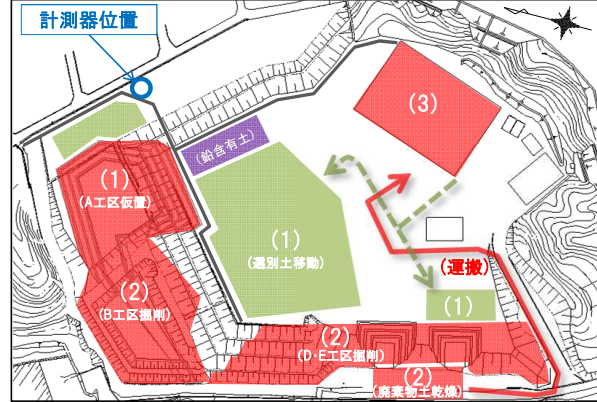 計測器位置
(3)
(鉛含有土)
(1)
(A工区仮置)
(1)
(選別土移動)
(運搬)
(2)
(B工区掘削)
(1)
(2)
(D・E工区掘削)
(2)
(廃棄物土乾燥)